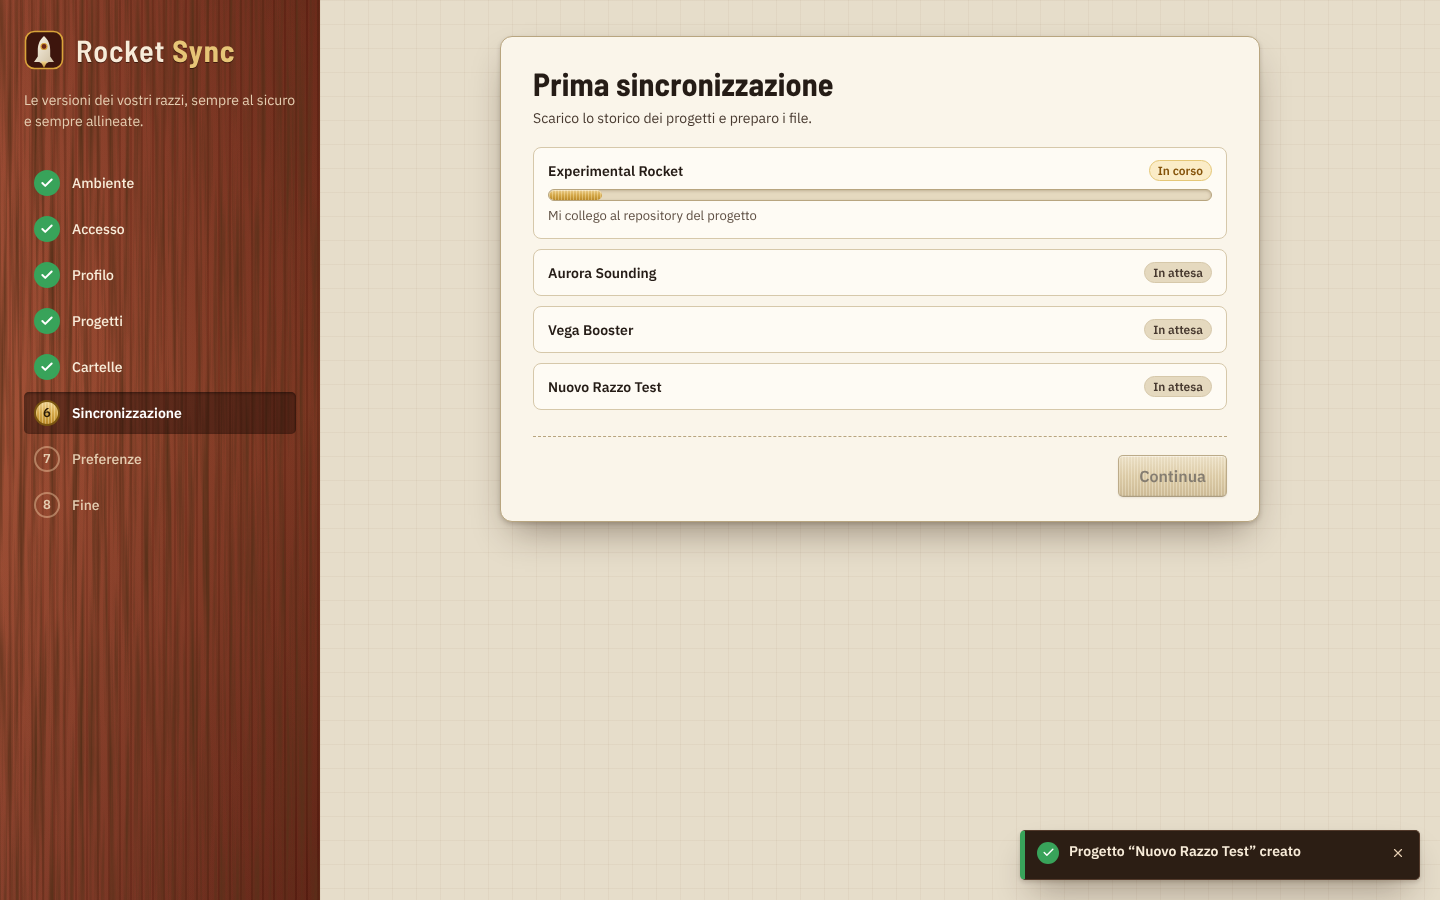 Rocket Sync
Le versioni dei vostri razzi, sempre al sicuro
e sempre allineate.
Ambiente
Accesso
Profilo
Progetti
Cartelle
6 Sincronizzazione
7 Preferenze
8 Fine
Prima sincronizzazione
Scarico lo storico dei progetti e preparo i file.
Experimental Rocket In corso
Mi collego al repository del progetto
Aurora Sounding In attesa
Vega Booster In attesa
Nuovo Razzo Test In attesa
Continua
Progetto “Nuovo Razzo Test” creato